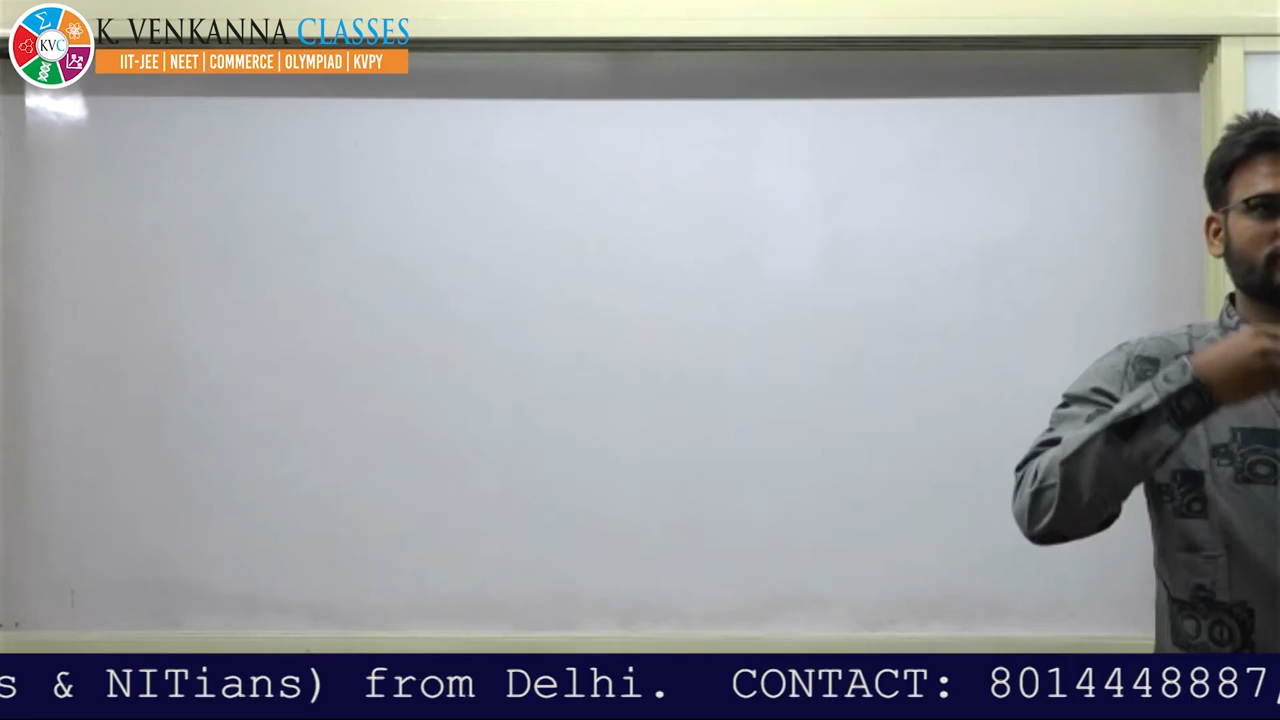 KVC
K. VENKANNA CLASSES
IIT-JEE | NEET | COMMERCE | OLYMPIAD | KVPY
s & NITians) from Delhi. CONTACT: 8014448887,